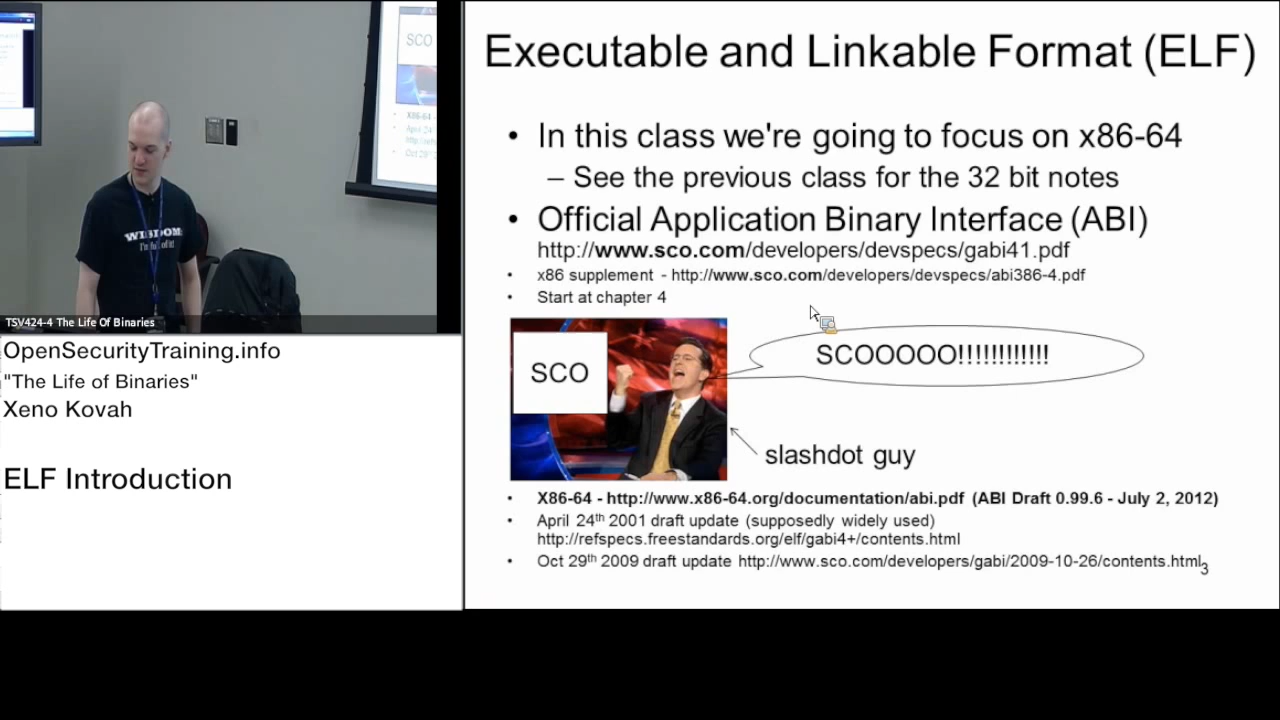 SCO
WISDOM
TSV424-4 The Life Of Binaries
OpenSecurityTraining.info
"The Life of Binaries"
Xeno Kovah
ELF Introduction
Executable and Linkable Format (ELF)
• In this class we're going to focus on x86-64
– See the previous class for the 32 bit notes
• Official Application Binary Interface (ABI)
http://www.sco.com/developers/devspecs/gabi41.pdf
• x86 supplement - http://www.sco.com/developers/devspecs/abi386-4.pdf
• Start at chapter 4
SCO
SCOOOOO!!!!!!!!!!!!
slashdot guy
• X86-64 - http://www.x86-64.org/documentation/abi.pdf (ABI Draft 0.99.6 - July 2, 2012)
• April 24th 2001 draft update (supposedly widely used)
http://refspecs.freestandards.org/elf/gabi4+/contents.html
• Oct 29th 2009 draft update http://www.sco.com/developers/gabi/2009-10-26/contents.html
3